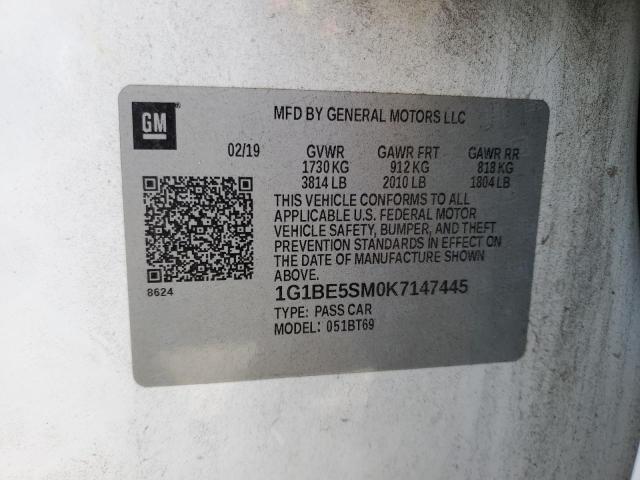 GM
MFD BY GENERAL MOTORS LLC
02/19 GVWR GAWR FRT GAWR RR
1730 KG 912 KG 818 KG
3814 LB 2010 LB 1804 LB
THIS VEHICLE CONFORMS TO ALL
APPLICABLE U.S. FEDERAL MOTOR
VEHICLE SAFETY, BUMPER, AND THEFT
PREVENTION STANDARDS IN EFFECT ON
THE DATE OF MANUFACTURE SHOWN
ABOVE.
8624
1G1BE5SM0K7147445
TYPE: PASS CAR
MODEL: 051BT69